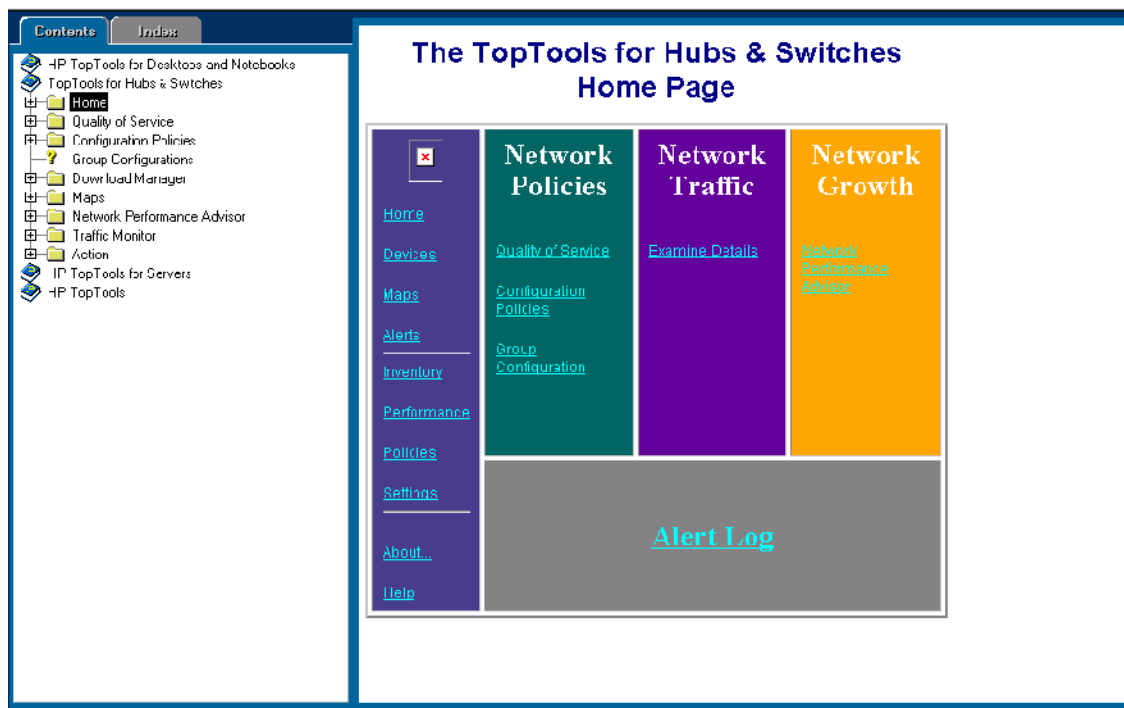 Contents
Index
HP TopTools for Desktops and Notebooks
TopTools for Hubs & Switches
Home
Quality of Service
Configuration Policies
Group Configurations
Download Manager
Maps
Network Performance Advisor
Traffic Monitor
Action
HP TopTools for Servers
HP TopTools
The TopTools for Hubs & Switches
Home Page
Home
Devices
Maps
Alerts
Inventory
Performance
Policies
Settings
About...
Help
Network
Policies
Quality of Service
Configuration
Policies
Group
Configuration
Network
Traffic
Examine Details
Network
Growth
Network
Performance
Advisor
Alert Log